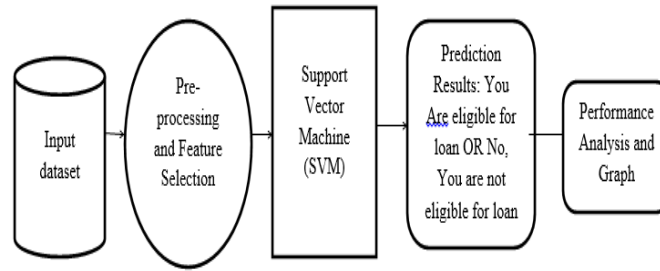 Input
dataset
Pre-
processing
and Feature
Selection
Support
Vector
Machine
(SVM)
Prediction
Results: You
Are eligible for
loan OR No,
You are not
eligible for loan
Performance
Analysis and
Graph